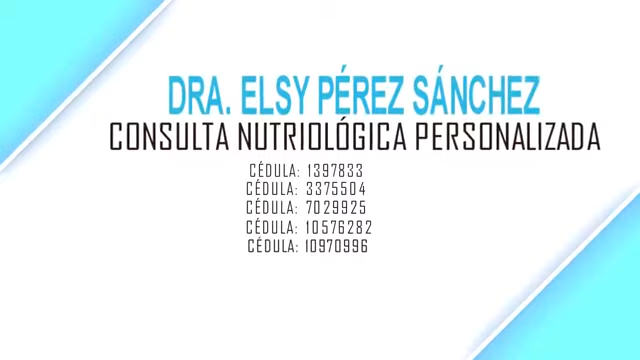 DRA. ELSY PÉREZ SÁNCHEZ
CONSULTA NUTRIOLÓGICA PERSONALIZADA
CÉDULA: 1397833
CÉDULA: 3375504
CÉDULA: 7029925
CÉDULA: 10576282
CÉDULA: 10970996